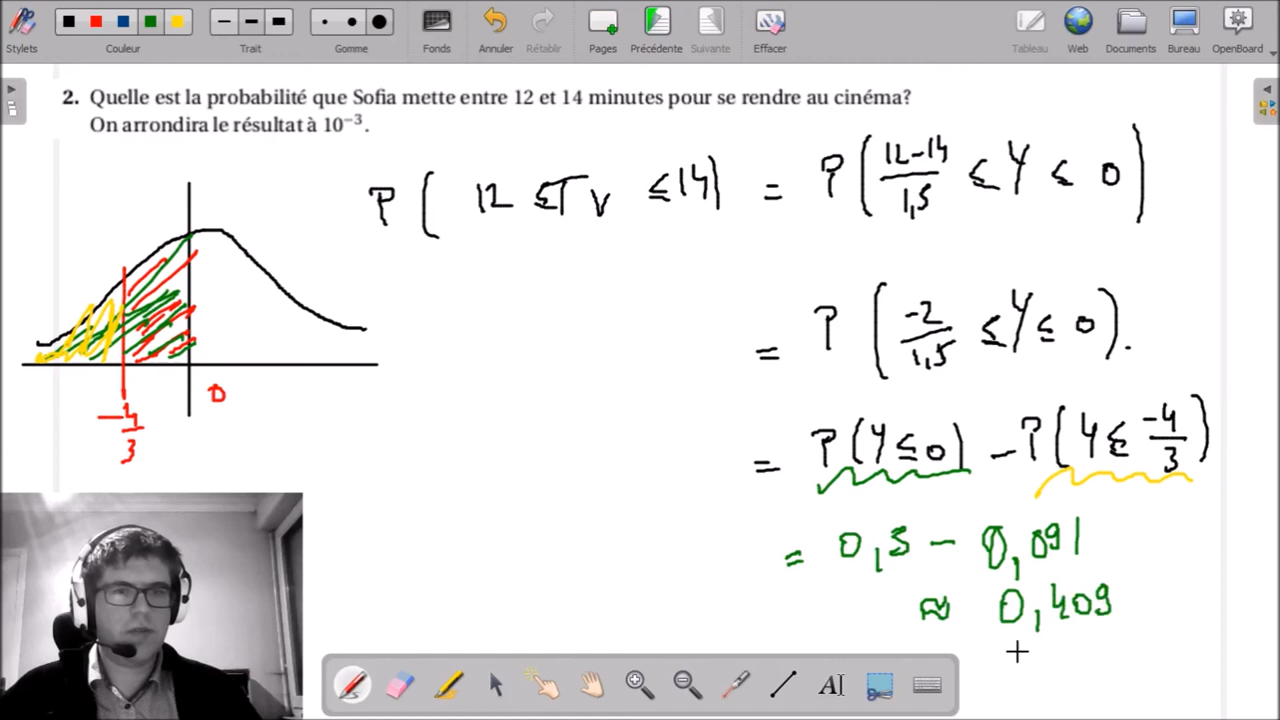 Stylets Couleur Trait Gomme Fonds Annuler Rétablir Pages Précédente Suivante Effacer Tableau Web Documents Bureau OpenBoard
2. Quelle est la probabilité que Sofia mette entre 12 et 14 minutes pour se rendre au cinéma?
On arrondira le résultat à 10⁻³.
P( 12 ≤ Tv ≤ 14) = P( (12-14)/1,5 ≤ Y ≤ 0 )
= P( -2/1,5 ≤ Y ≤ 0 ).
= P(Y ≤ 0) - P( Y ≤ -4/3 )
= 0,5 - 0,091
≈ 0,409
0
-4/3